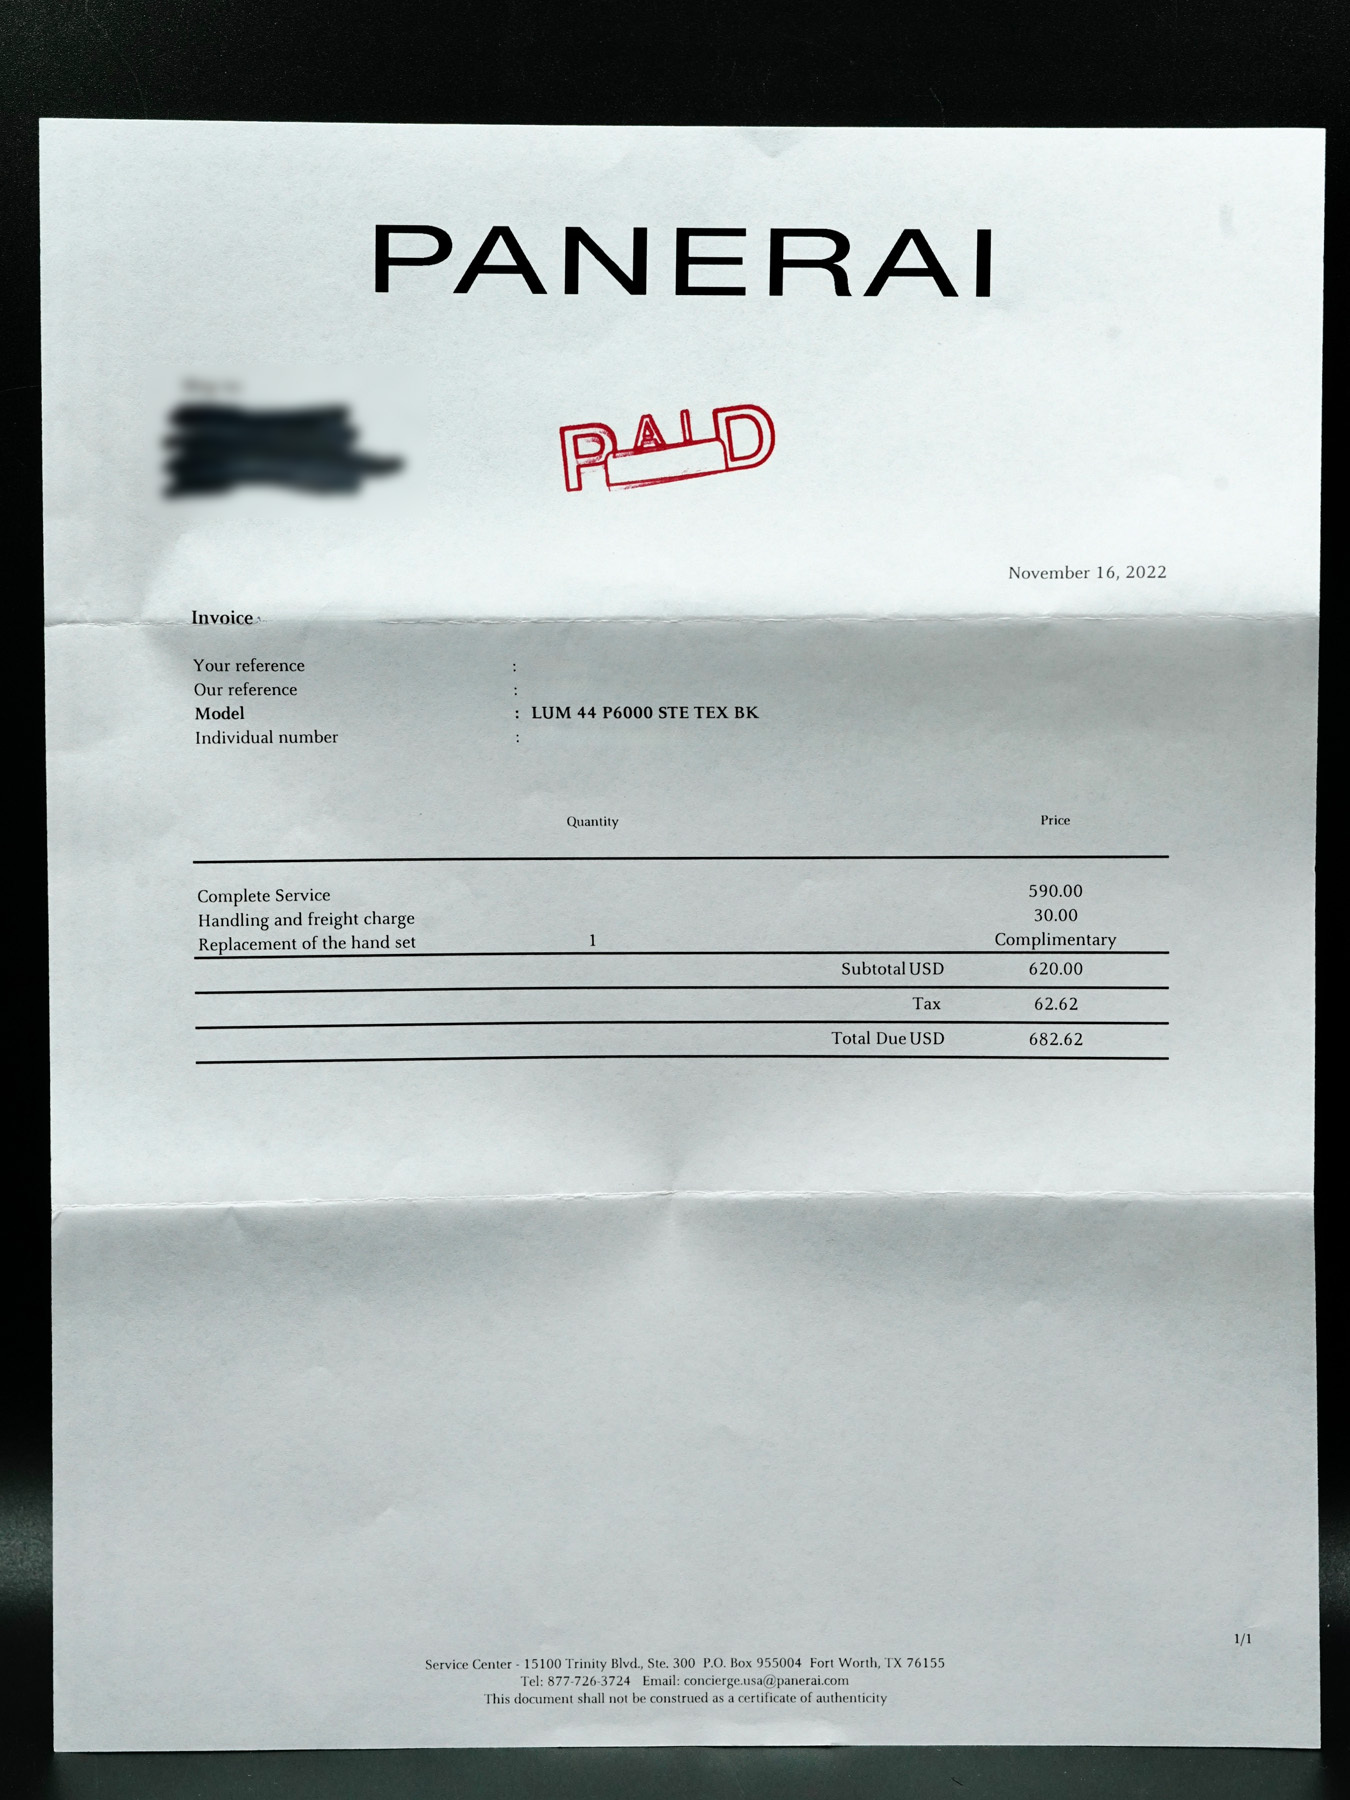 PANERAI
PAID
November 16, 2022
Invoice
Your reference :
Our reference :
Model : LUM 44 P6000 STE TEX BK
Individual number :
Quantity Price
Complete Service 590.00
Handling and freight charge 30.00
Replacement of the hand set 1 Complimentary
Subtotal USD 620.00
Tax 62.62
Total Due USD 682.62
1/1
Service Center - 15100 Trinity Blvd., Ste. 300 P.O. Box 955004 Fort Worth, TX 76155
Tel: 877-726-3724 Email: concierge.usa@panerai.com
This document shall not be construed as a certificate of authenticity